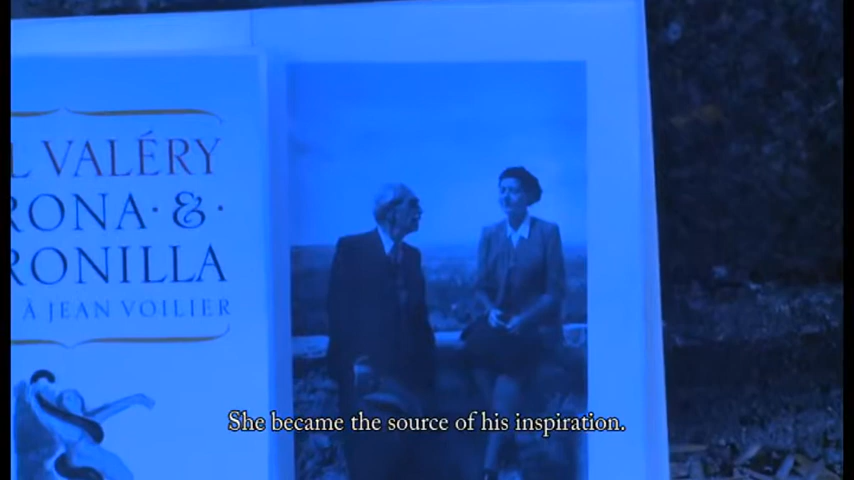 L VALÉRY
RONA · & ·
RONILLA
À JEAN VOILIER
She became the source of his inspiration.